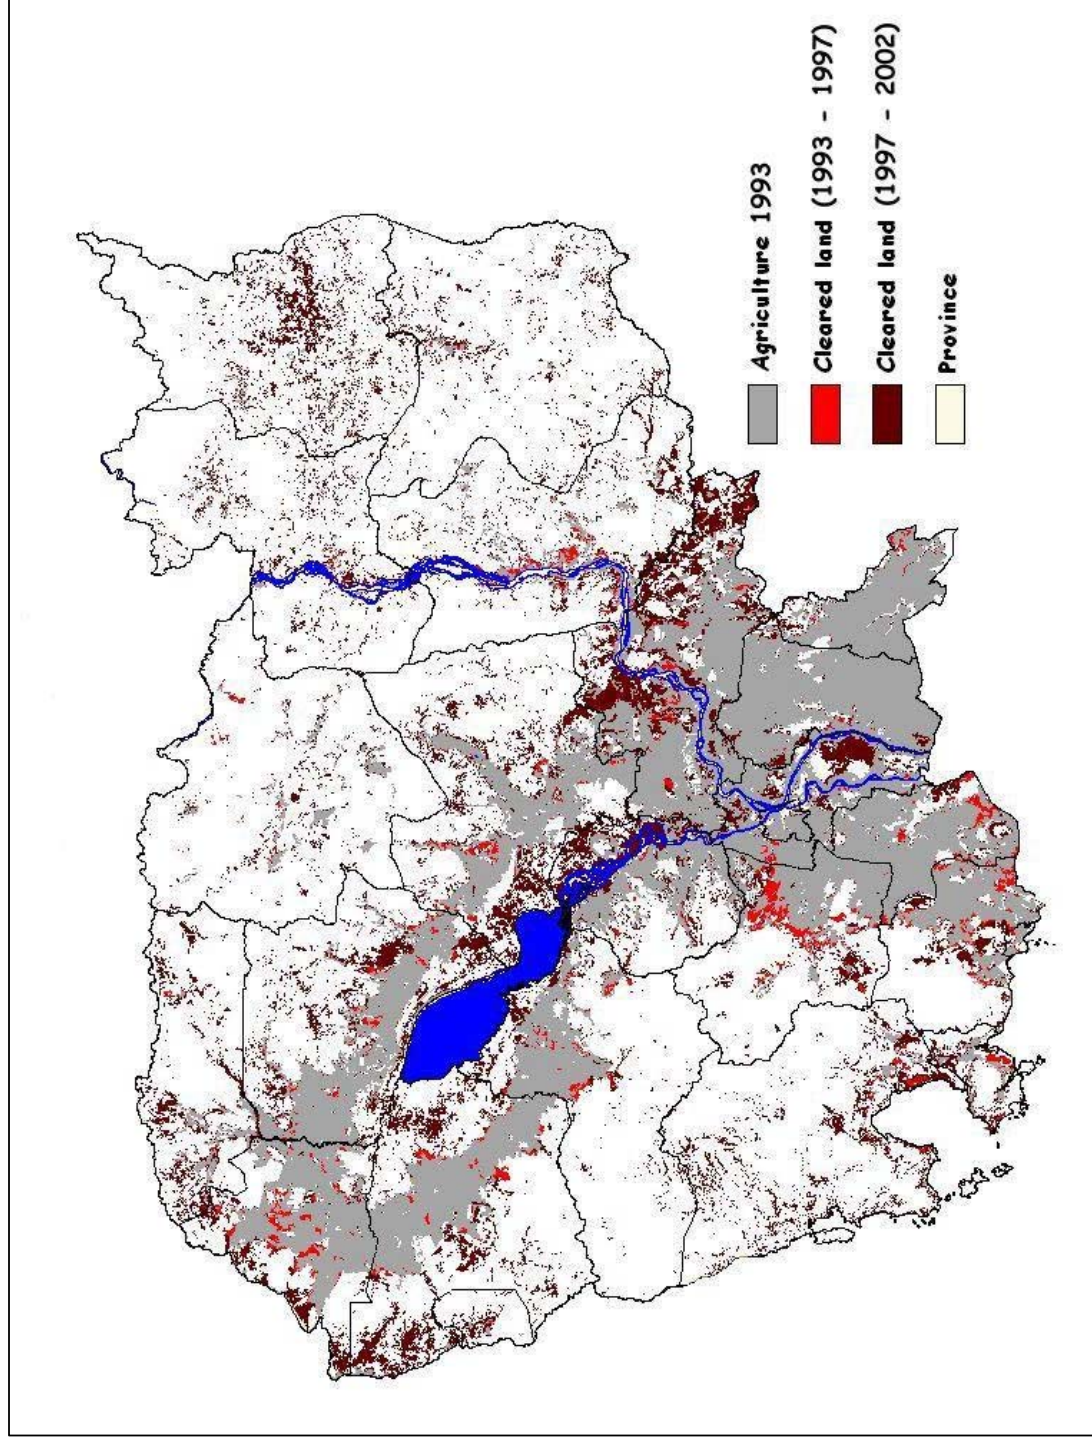 Agriculture 1993
Cleared land (1993 - 1997)
Cleared land (1997 - 2002)
Province